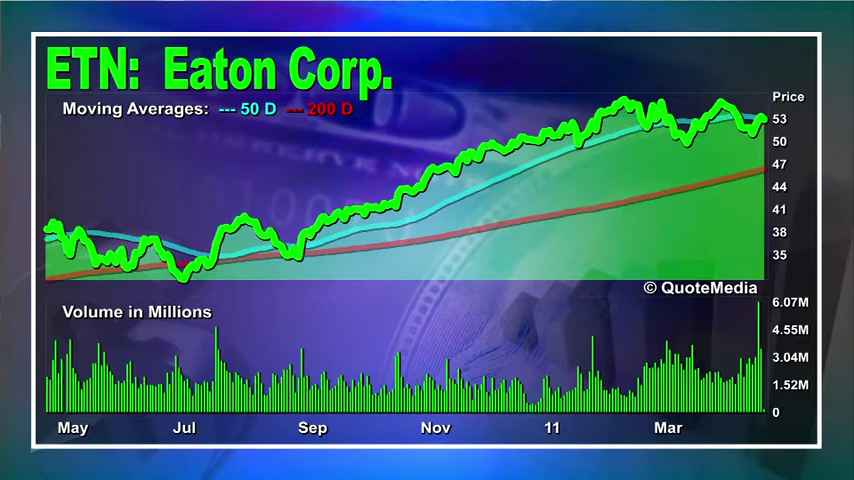 ETN: Eaton Corp.
Moving Averages: --- 50 D --- 200 D
Price
53
50
47
44
41
38
35
© QuoteMedia
Volume in Millions
6.07M
4.55M
3.04M
1.52M
0
May Jul Sep Nov 11 Mar